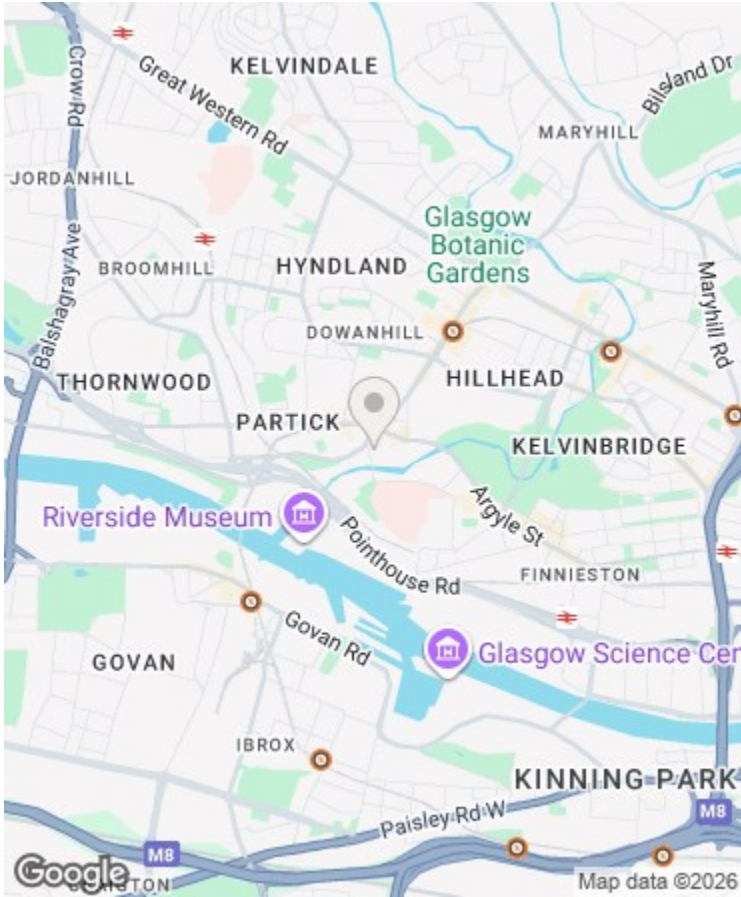 KELVINDALE
Crow Rd
Great Western Rd
Bilsland Dr
MARYHILL
JORDANHILL
Glasgow
Botanic
Gardens
BROOMHILL
HYNDLAND
Maryhill Rd
Balshagray Ave
DOWANHILL
THORNWOOD
HILLHEAD
PARTICK
KELVINBRIDGE
Riverside Museum
Argyle St
Pointhouse Rd
FINNIESTON
Govan Rd
GOVAN
Glasgow Science Cen
IBROX
KINNING PARK
M8
Paisley Rd W
M8
Google
Map data ©2026